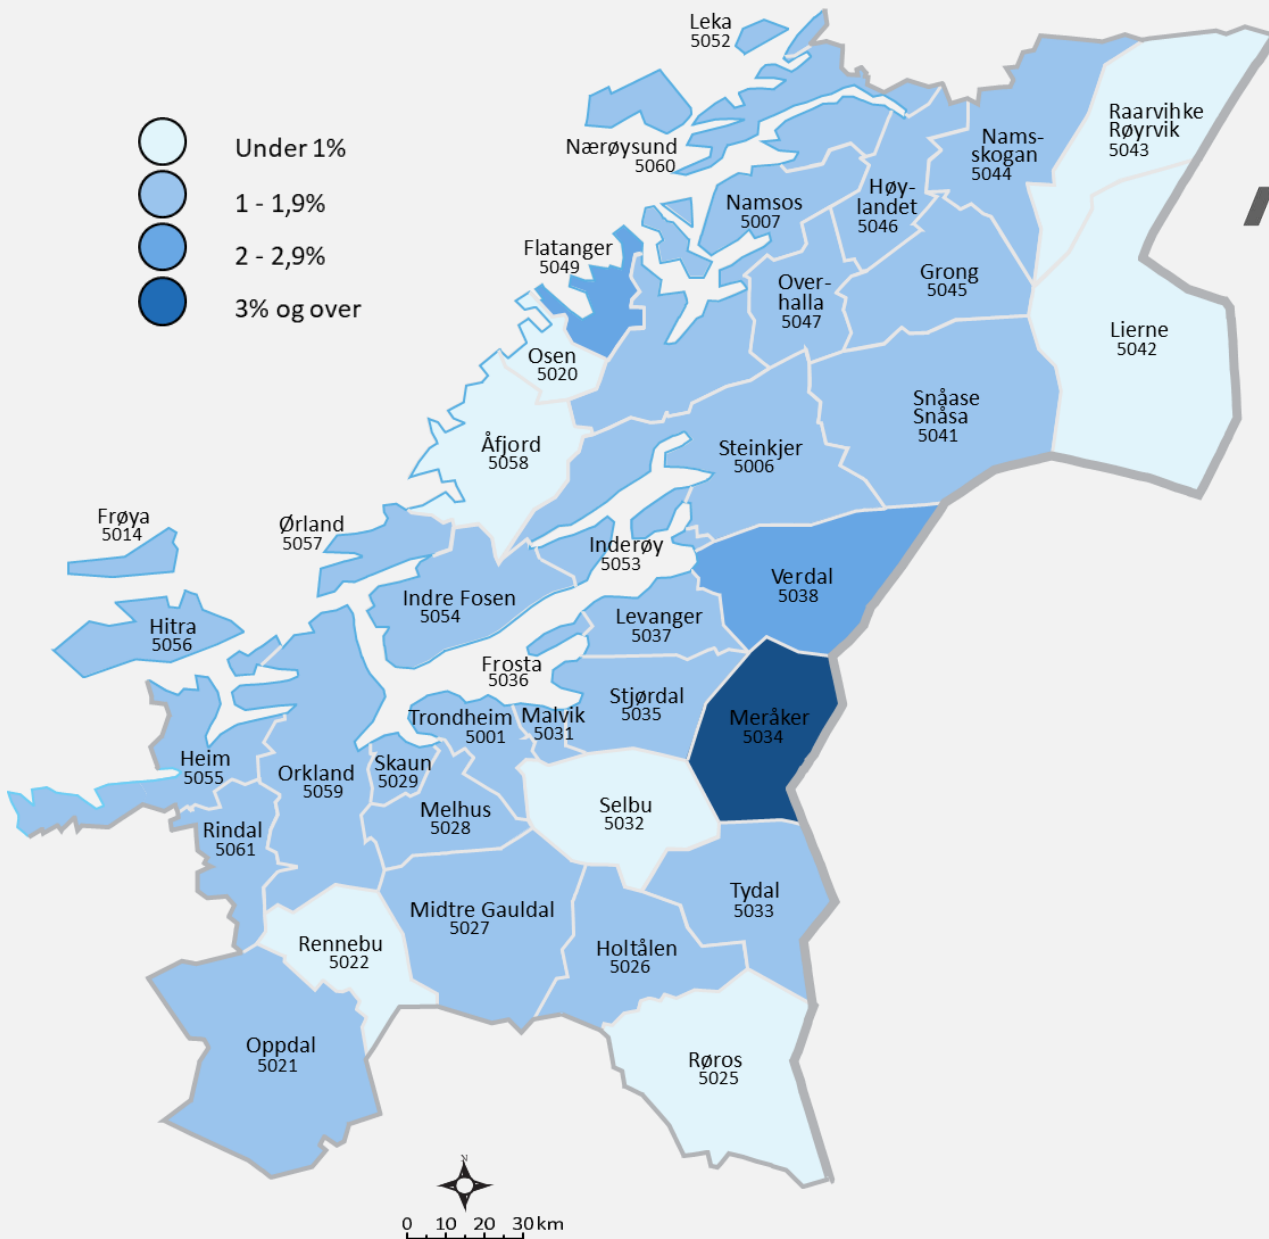 Under 1%
1 - 1,9%
2 - 2,9%
3% og over
Leka
5052
Nærøysund
5060
Raarvihke
Røyrvik
5043
Nams-
skogan
5044
Høy-
landet
5046
Namsos
5007
Flatanger
5049
Over-
halla
5047
Grong
5045
Lierne
5042
Osen
5020
Snåase
Snåsa
5041
Åfjord
5058
Steinkjer
5006
Frøya
5014
Ørland
5057
Inderøy
5053
Verdal
5038
Indre Fosen
5054
Hitra
5056
Levanger
5037
Frosta
5036
Stjørdal
5035
Meråker
5034
Trondheim
5001
Malvik
5031
Heim
5055
Orkland
5059
Skaun
5029
Melhus
5028
Selbu
5032
Rindal
5061
Tydal
5033
Midtre Gauldal
5027
Rennebu
5022
Holtålen
5026
Oppdal
5021
Røros
5025
N
0 10 20 30 km